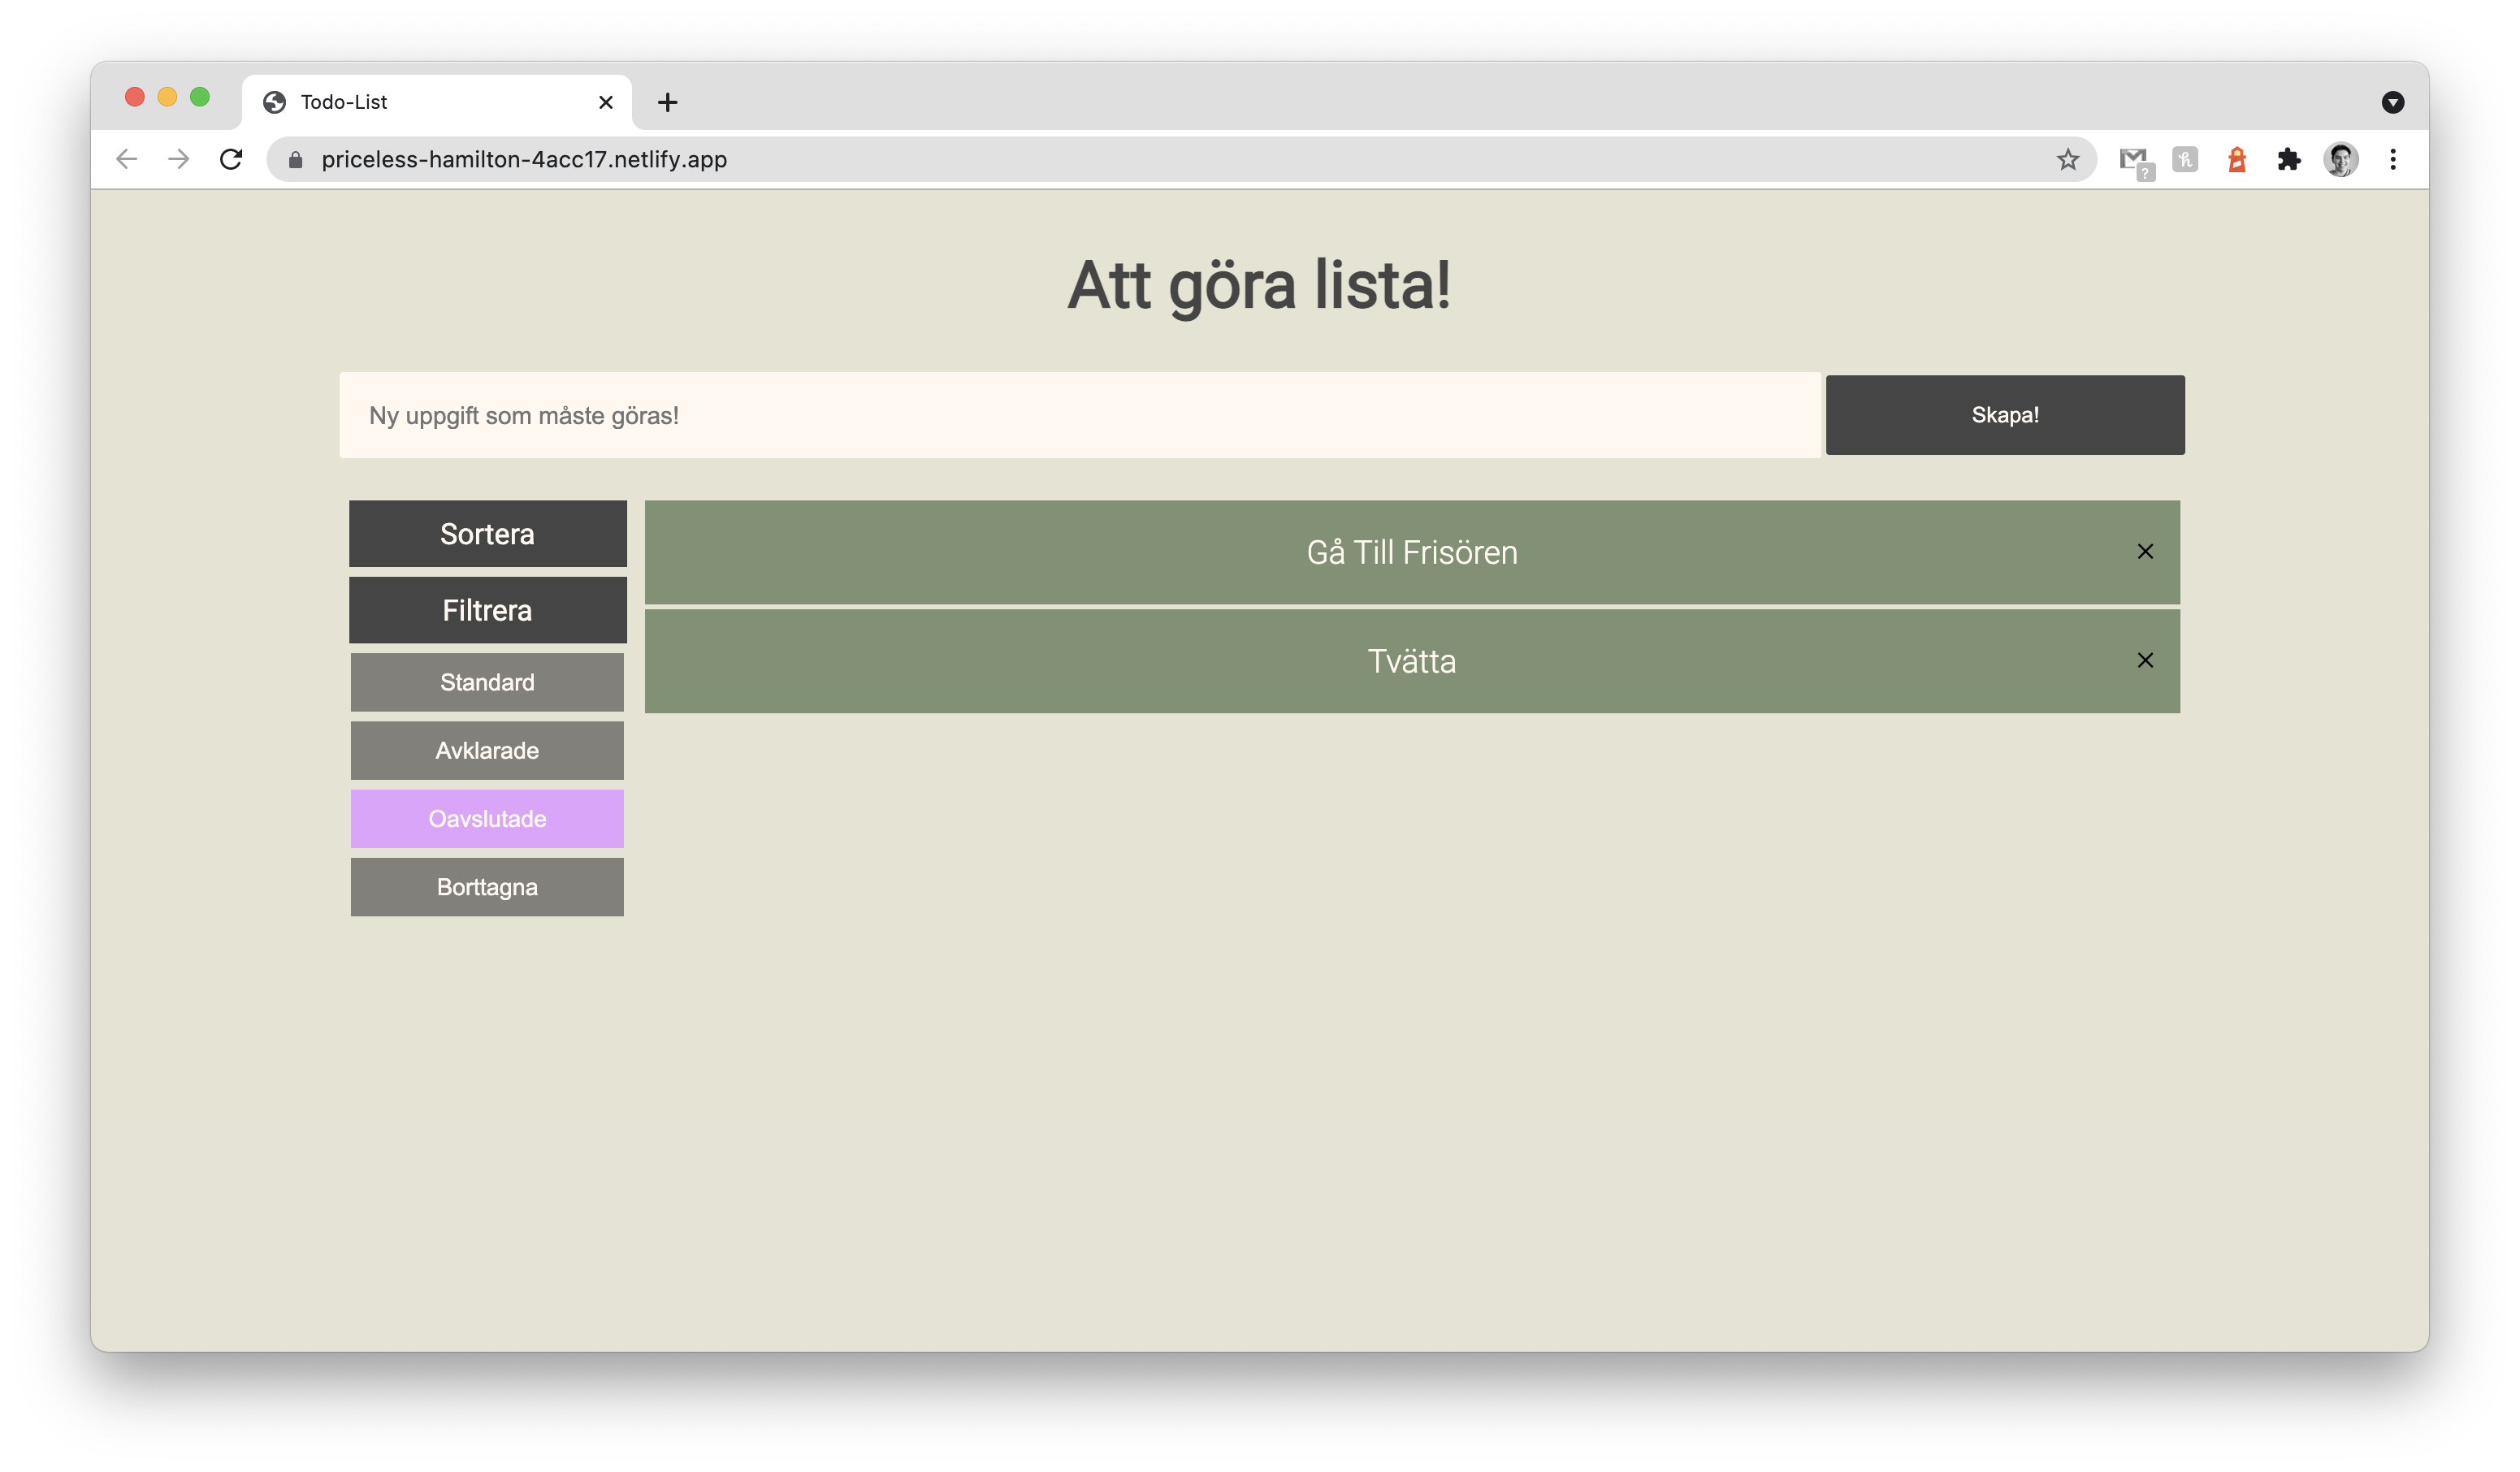 Todo-List
priceless-hamilton-4acc17.netlify.app
?
h
Att göra lista!
Ny uppgift som måste göras!
Skapa!
Sortera
Filtrera
Standard
Avklarade
Oavslutade
Borttagna
Gå Till Frisören
Tvätta